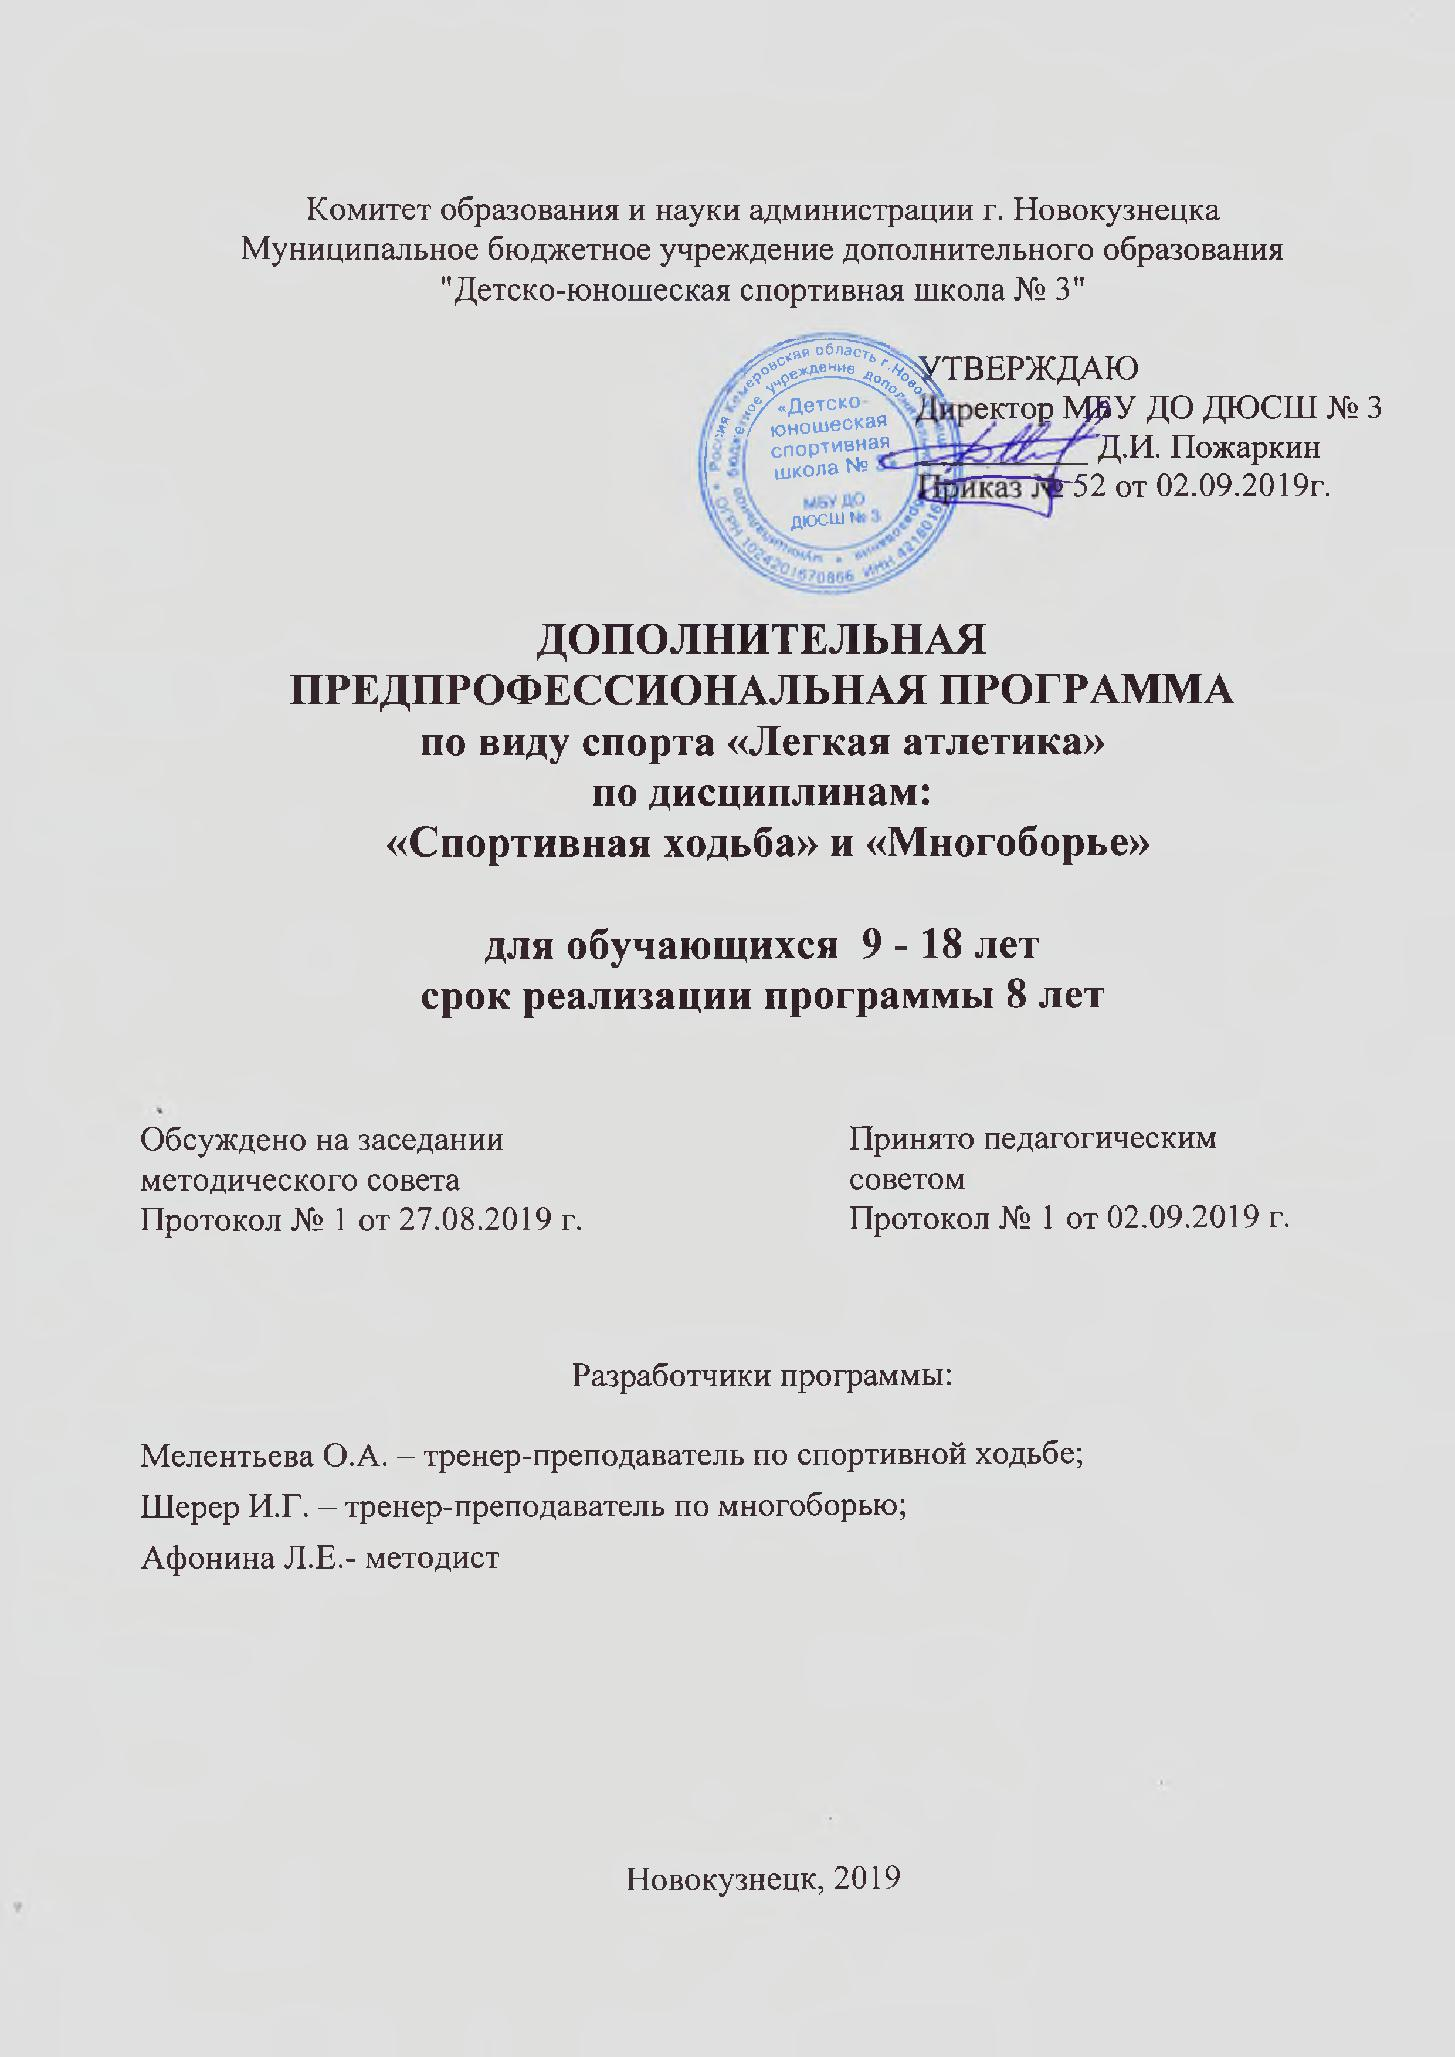 Комитет образования и науки администрации г. Новокузнецка
Муниципальное бюджетное учреждение дополнительного образования
"Детско-юношеская спортивная школа № 3"
УТВЕРЖДАЮ
Директор МБУ ДО ДЮСШ № 3
Д.И. Пожаркин
Приказ № 52 от 02.09.2019г.
«Детско-
юношеская
спортивная
школа № 3
МБУ ДО
ДЮСШ № 3
ДОПОЛНИТЕЛЬНАЯ
ПРЕДПРОФЕССИОНАЛЬНАЯ ПРОГРАММА
по виду спорта «Легкая атлетика»
по дисциплинам:
«Спортивная ходьба» и «Многоборье»
для обучающихся 9 - 18 лет
срок реализации программы 8 лет
Обсуждено на заседании
методического совета
Протокол № 1 от 27.08.2019 г.
Принято педагогическим
советом
Протокол № 1 от 02.09.2019 г.
Разработчики программы:
Мелентьева О.А. – тренер-преподаватель по спортивной ходьбе;
Шерер И.Г. – тренер-преподаватель по многоборью;
Афонина Л.Е.- методист
Новокузнецк, 2019